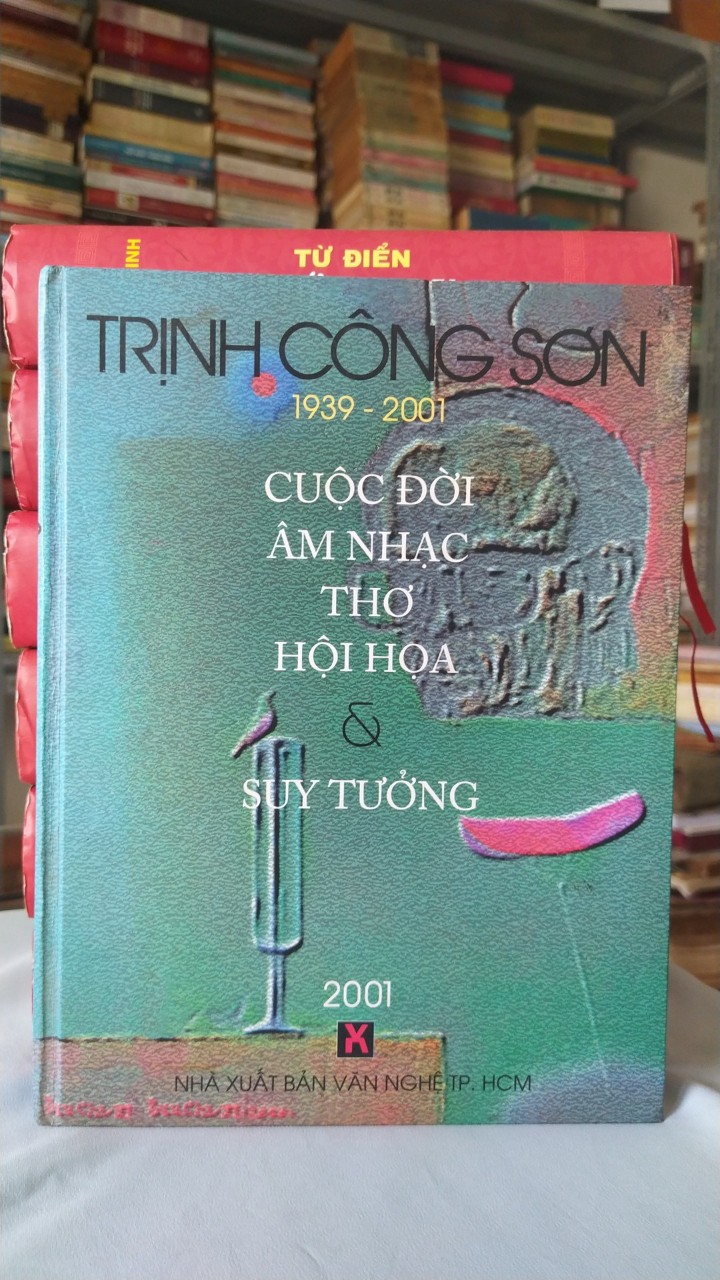 TỪ ĐIỂN
INH
TRỊNH CÔNG SƠN
1939 - 2001
CUỘC ĐỜI
ÂM NHẠC
THƠ
HỘI HỌA
&
SUY TƯỞNG
2001
NHÀ XUẤT BẢN VĂN NGHỆ TP. HCM